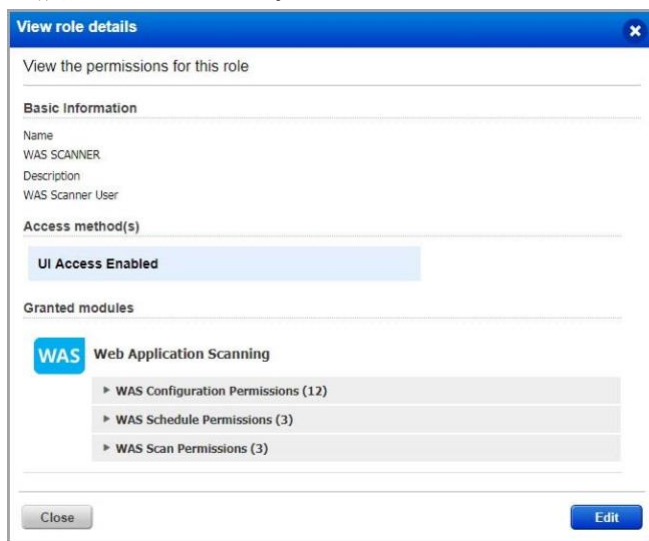 View role details
View the permissions for this role
Basic Information
Name
WAS SCANNER
Description
WAS Scanner User
Access method(s)
UI Access Enabled
Granted modules
WAS Web Application Scanning
WAS Configuration Permissions (12)
WAS Schedule Permissions (3)
WAS Scan Permissions (3)
Close Edit